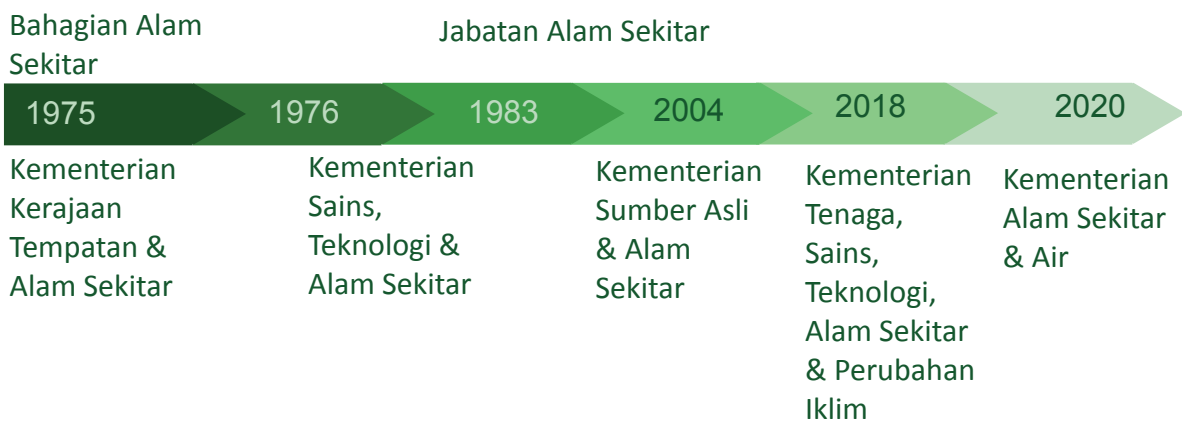 Bahagian Alam
Sekitar
Jabatan Alam Sekitar
1975
1976
1983
2004
2018
2020
Kementerian
Kerajaan
Tempatan &
Alam Sekitar
Kementerian
Sains,
Teknologi &
Alam Sekitar
Kementerian
Sumber Asli
& Alam
Sekitar
Kementerian
Tenaga,
Sains,
Teknologi,
Alam Sekitar
& Perubahan
Iklim
Kementerian
Alam Sekitar
& Air